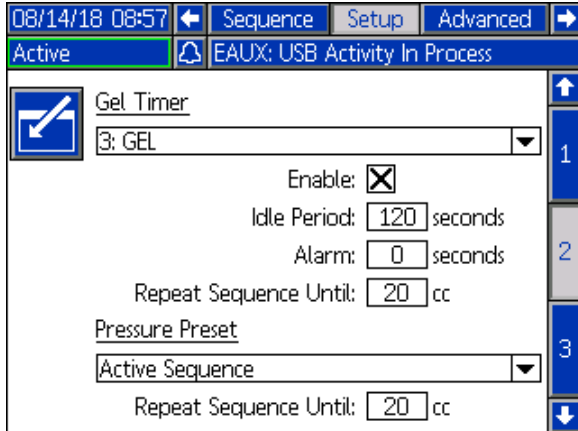 08/14/18 08:57 Sequence Setup Advanced
Active EAUX: USB Activity In Process
Gel Timer
3: GEL
1
Enable:
Idle Period: 120 seconds
Alarm: 0 seconds
2
Repeat Sequence Until: 20 cc
Pressure Preset
3
Active Sequence
Repeat Sequence Until: 20 cc